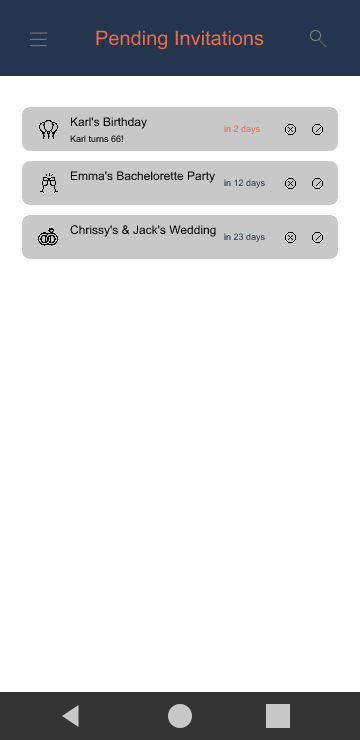 Pending Invitations
Karl's Birthday
in 2 days
Karl turns 66!
Emma's Bachelorette Party
in 12 days
Chrissy's & Jack's Wedding
in 23 days